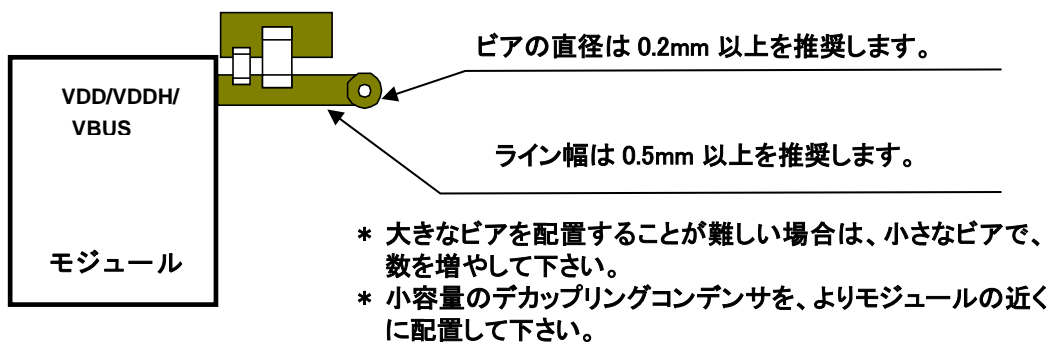 ビアの直径は 0.2mm 以上を推奨します。
VDD/VDDH/
VBUS
ライン幅は 0.5mm 以上を推奨します。
モジュール
* 大きなビアを配置することが難しい場合は、小さなビアで、
数を増やして下さい。
* 小容量のデカップリングコンデンサを、よりモジュールの近く
に配置して下さい。